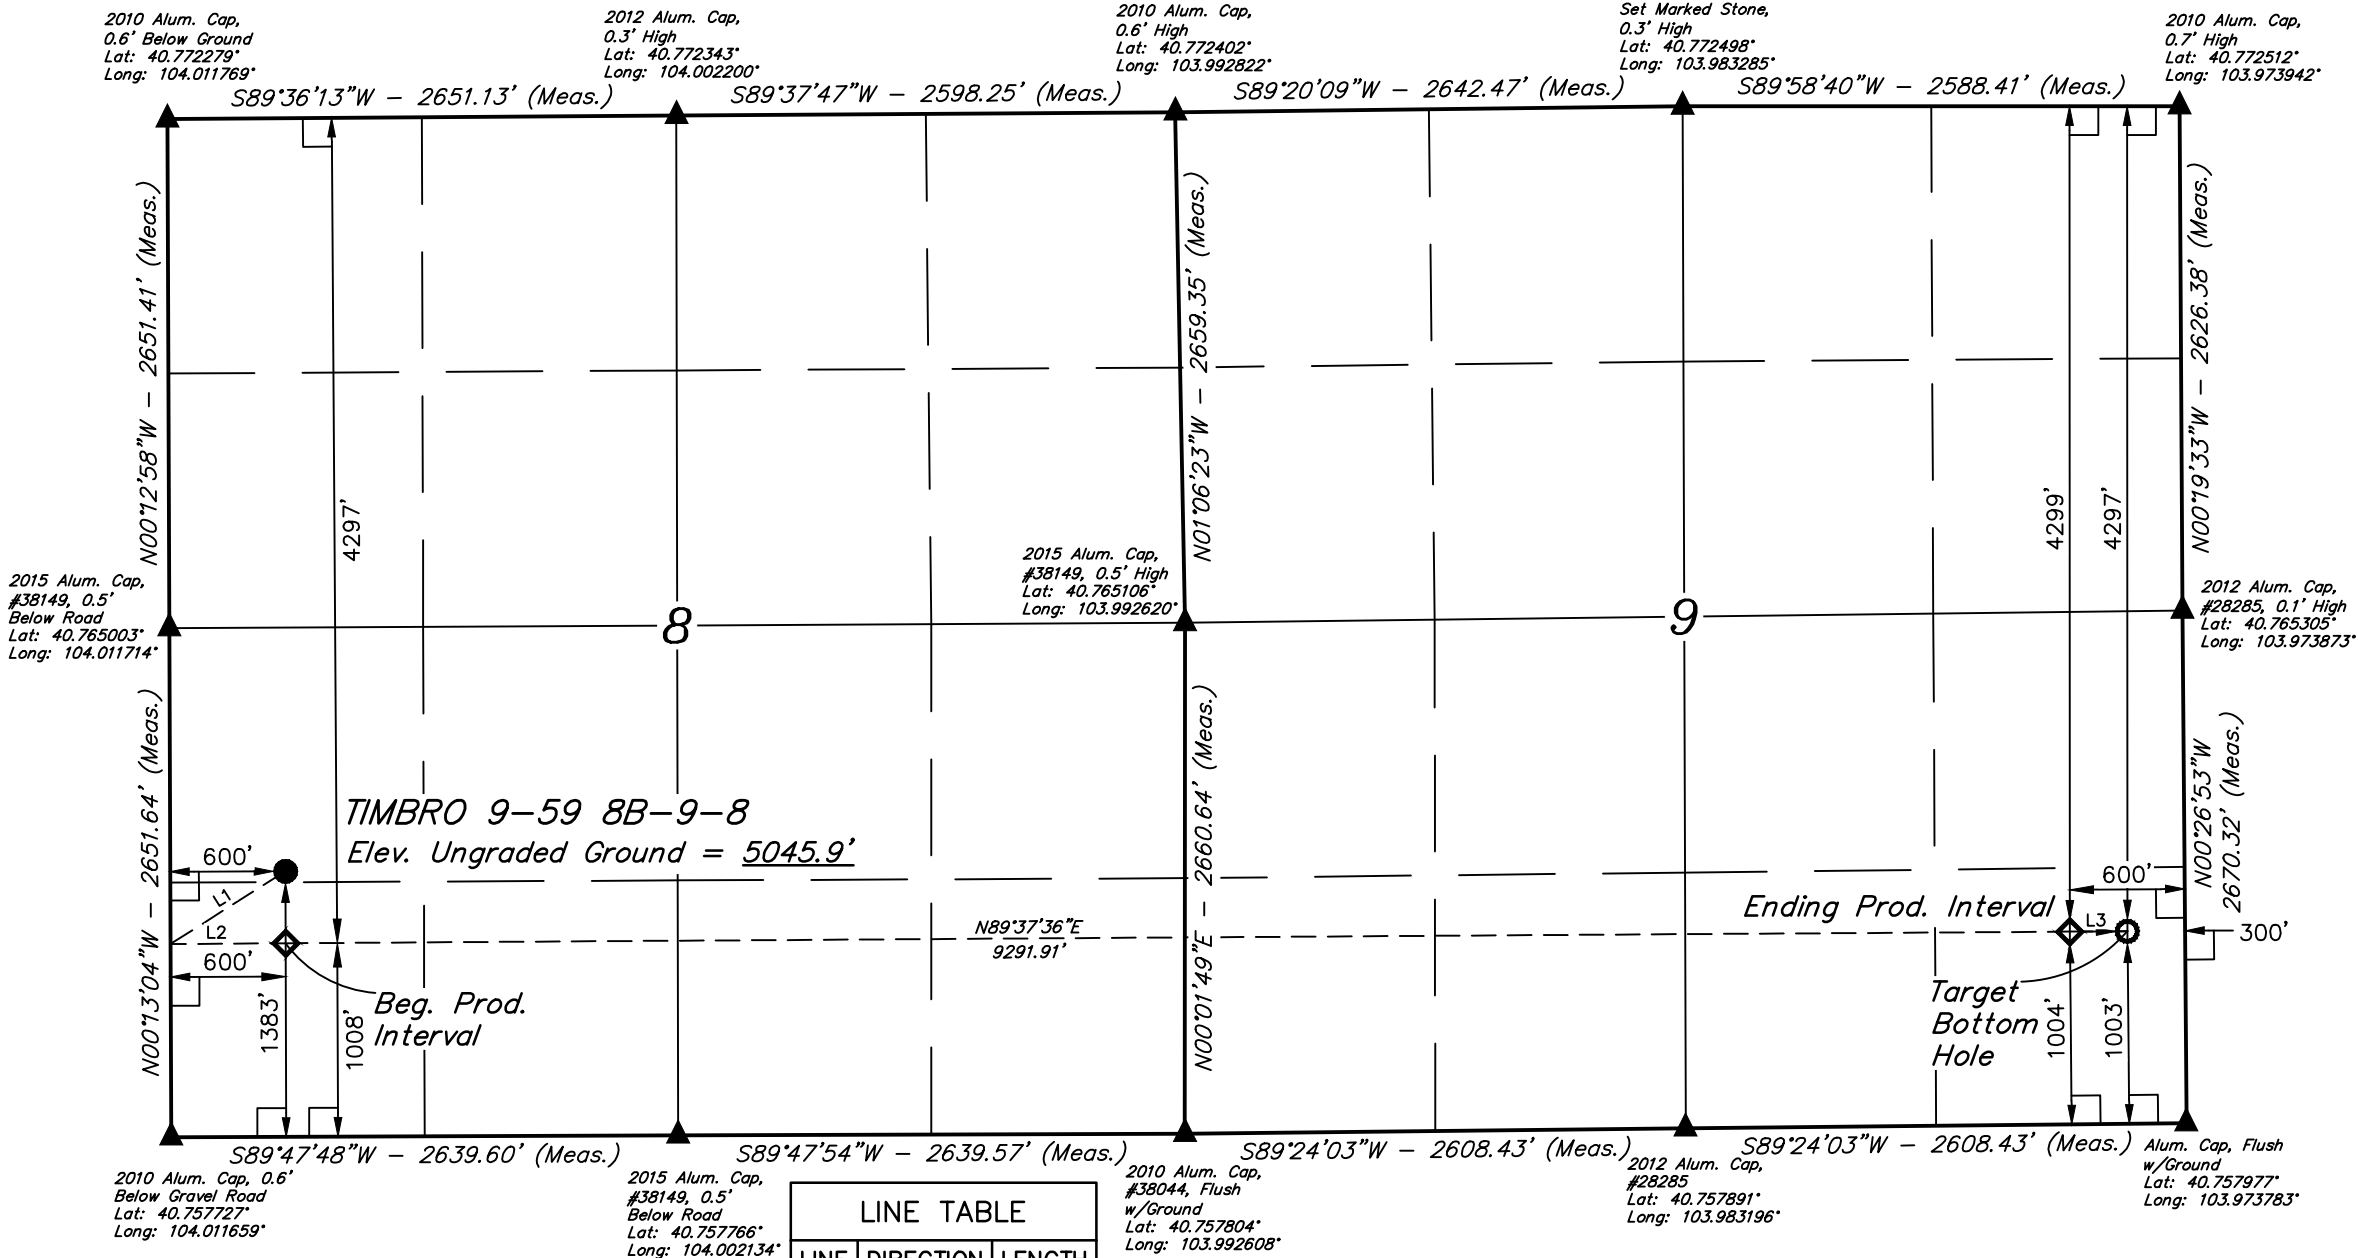 2010 Alum. Cap,
0.6' Below Ground
Lat: 40.772279°
Long: 104.011769°
2012 Alum. Cap,
0.3' High
Lat: 40.772343°
Long: 104.002200°
2010 Alum. Cap,
0.6' High
Lat: 40.772402°
Long: 103.992822°
Set Marked Stone,
0.3' High
Lat: 40.772498°
Long: 103.983285°
2010 Alum. Cap,
0.7' High
Lat: 40.772512°
Long: 103.973942°
S89°36'13"W – 2651.13' (Meas.)
S89°37'47"W – 2598.25' (Meas.)
S89°20'09"W – 2642.47' (Meas.)
S89°58'40"W – 2588.41' (Meas.)
N00°12'58"W – 2651.41' (Meas.)
4297'
N01°06'23"W – 2659.35' (Meas.)
4299'
4297'
N00°19'33"W – 2626.38' (Meas.)
2015 Alum. Cap,
#38149, 0.5'
Below Road
Lat: 40.765003°
Long: 104.011714°
8
2015 Alum. Cap,
#38149, 0.5' High
Lat: 40.765106°
Long: 103.992620°
9
2012 Alum. Cap,
#28285, 0.1' High
Lat: 40.765305°
Long: 103.973873°
N00°13'04"W – 2651.64' (Meas.)
TIMBRO 9-59 8B-9-8
Elev. Ungraded Ground = 5045.9'
600'
L1
L2
600'
1383'
1008'
Beg. Prod.
Interval
N89°37'36"E
9291.91'
N00°01'49"E – 2660.64' (Meas.)
Ending Prod. Interval
600'
L3
300'
Target
Bottom
Hole
1004'
1003'
N00°26'53"W
2670.32' (Meas.)
S89°47'48"W – 2639.60' (Meas.)
S89°47'54"W – 2639.57' (Meas.)
S89°24'03"W – 2608.43' (Meas.)
S89°24'03"W – 2608.43' (Meas.)
2010 Alum. Cap, 0.6'
Below Gravel Road
Lat: 40.757727°
Long: 104.011659°
2015 Alum. Cap,
#38149, 0.5'
Below Road
Lat: 40.757766°
Long: 104.002134°
2010 Alum. Cap,
#38044, Flush
w/Ground
Lat: 40.757804°
Long: 103.992608°
2012 Alum. Cap,
#28285
Lat: 40.757891°
Long: 103.983196°
Alum. Cap, Flush
w/Ground
Lat: 40.757977°
Long: 103.973783°
LINE TABLE
LINE DIRECTION LENGTH